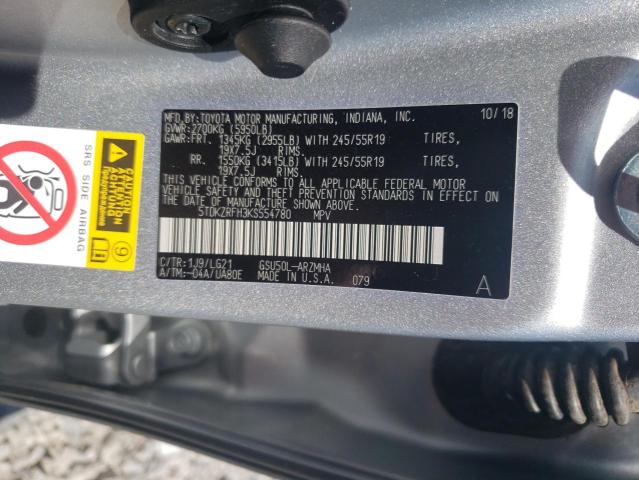 MFD.BY:TOYOTA MOTOR MANUFACTURING, INDIANA, INC. 10/18
GVWR:2700KG (5950LB)
GAWR:FRT. 1345KG (2955LB) WITH 245/55R19 TIRES,
19X7.5J RIMS.
RR. 1550KG (3415LB) WITH 245/55R19 TIRES,
19X7.5J RIMS.
THIS VEHICLE CONFORMS TO ALL APPLICABLE FEDERAL MOTOR
VEHICLE SAFETY AND THEFT PREVENTION STANDARDS IN EFFECT ON
THE DATE OF MANUFACTURE SHOWN ABOVE.
5TDKZRFH3KS554780 MPV
C/TR:1J9/LG21 GSU50L-ARZMHA
A/TM:-04A/UA80E MADE IN U.S.A. 079
A
SRS SIDE AIRBAG
9